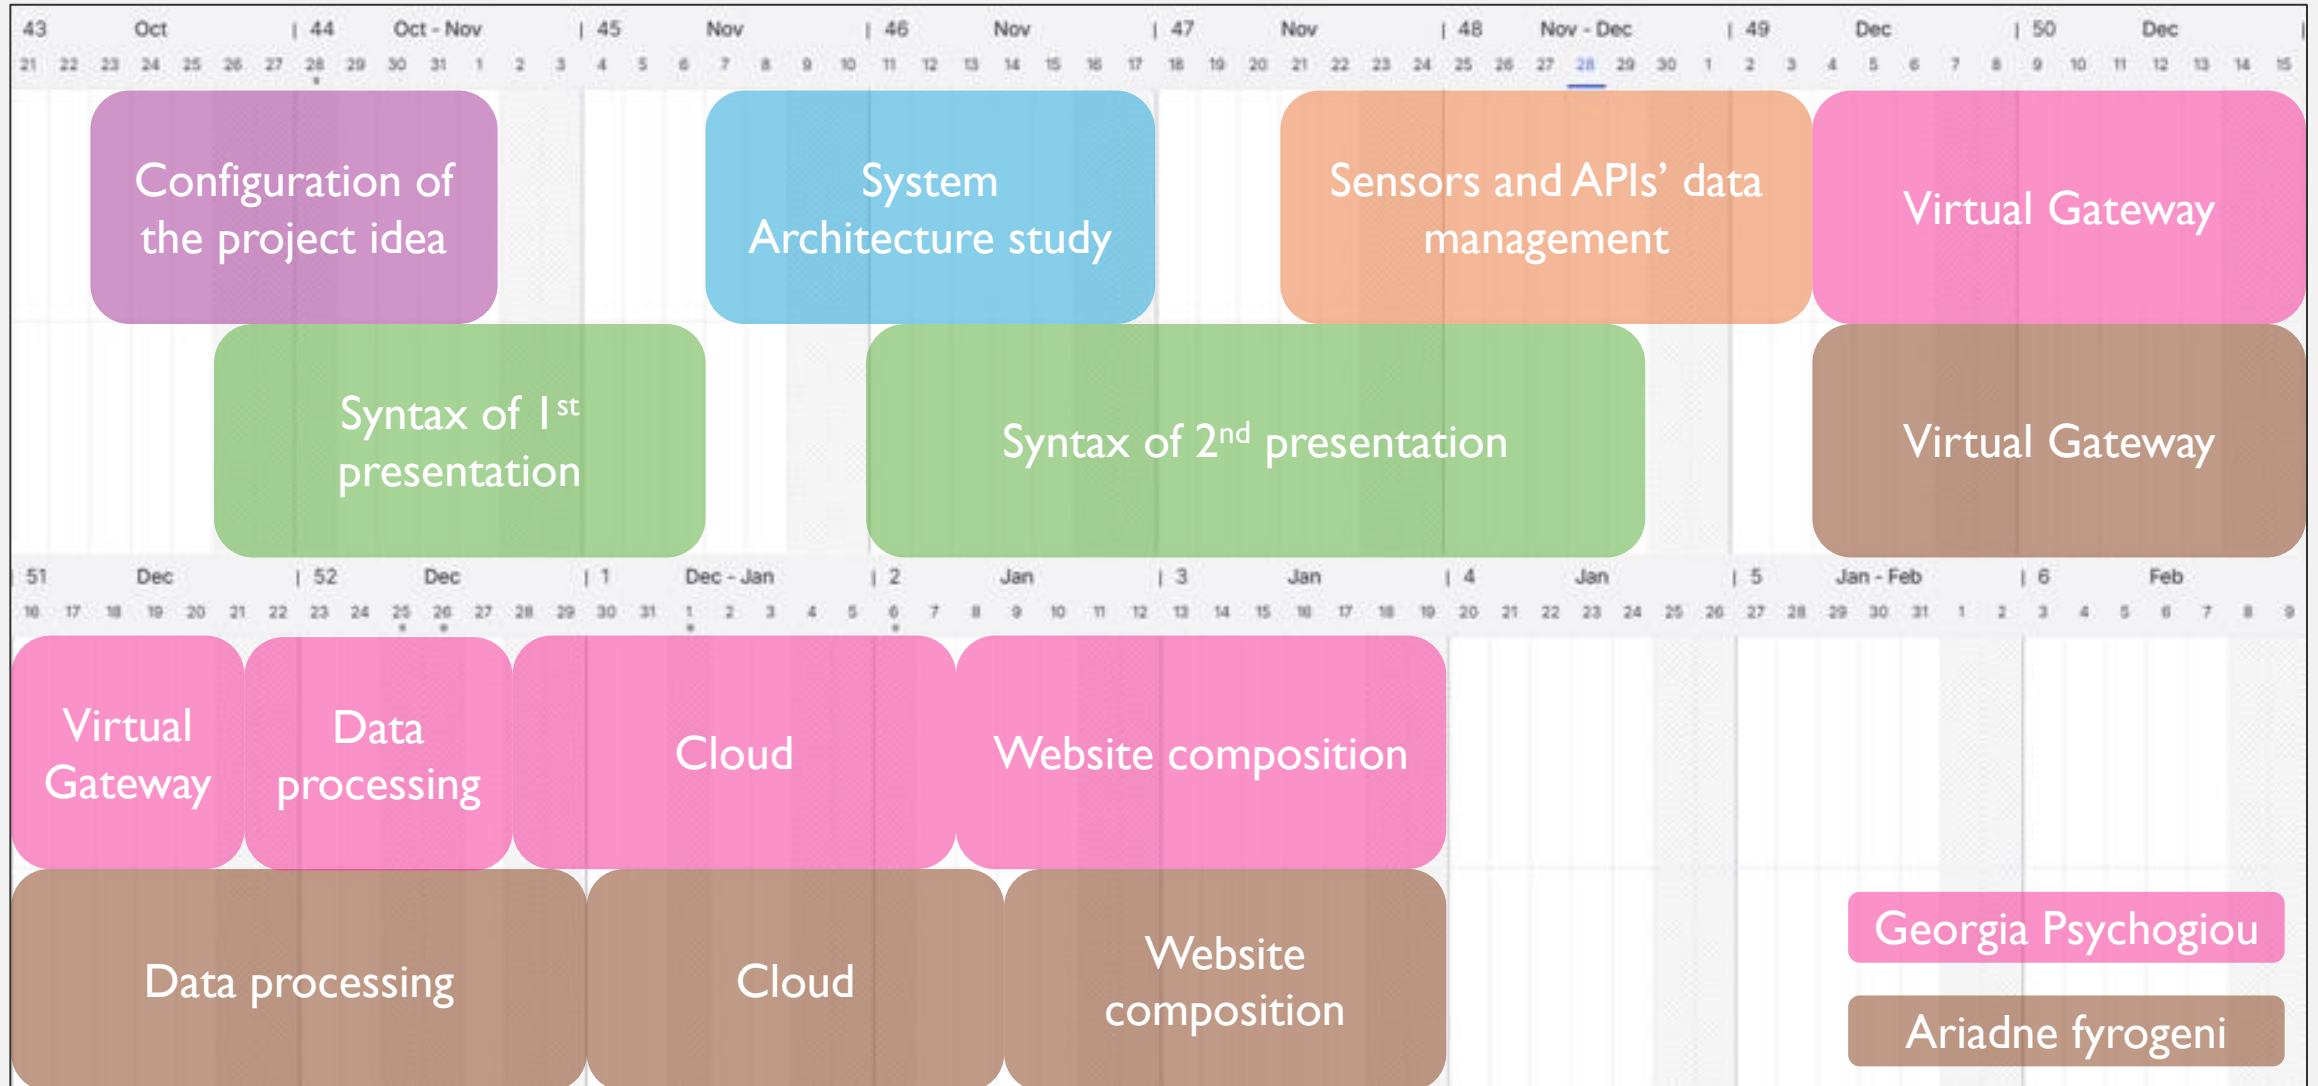 43 Oct | 44 Oct - Nov | 45 Nov | 46 Nov | 47 Nov | 48 Nov - Dec | 49 Dec | 50 Dec |
21 22 23 24 25 26 27 28 29 30 31 1 2 3 4 5 6 7 8 9 10 11 12 13 14 15 16 17 18 19 20 21 22 23 24 25 26 27 28 29 30 1 2 3 4 5 6 7 8 9 10 11 12 13 14 15
Configuration of
the project idea
System
Architecture study
Sensors and APIs’ data
management
Virtual Gateway
Syntax of 1st
presentation
Syntax of 2nd presentation
Virtual Gateway
| 51 Dec | 52 Dec | 1 Dec - Jan | 2 Jan | 3 Jan | 4 Jan | 5 Jan - Feb | 6 Feb
16 17 18 19 20 21 22 23 24 25 26 27 28 29 30 31 1 2 3 4 5 6 7 8 9 10 11 12 13 14 15 16 17 18 19 20 21 22 23 24 25 26 27 28 29 30 31 1 2 3 4 5 6 7 8 9
Virtual
Gateway
Data
processing
Cloud
Website composition
Data processing
Cloud
Website
composition
Georgia Psychogiou
Ariadne fyrogeni